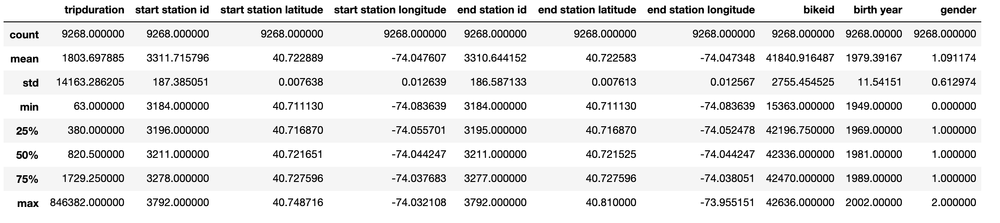 tripduration start station id start station latitude start station longitude end station id end station latitude end station longitude bikeid birth year gender
count 9268.000000 9268.000000 9268.000000 9268.000000 9268.000000 9268.000000 9268.000000 9268.000000 9268.00000 9268.000000
mean 1803.697885 3311.715796 40.722889 -74.047607 3310.644152 40.722583 -74.047348 41840.916487 1979.39167 1.091174
std 14163.286205 187.385051 0.007638 0.012639 186.587133 0.007613 0.012567 2755.454525 11.54151 0.612974
min 63.000000 3184.000000 40.711130 -74.083639 3184.000000 40.711130 -74.083639 15363.000000 1949.00000 0.000000
25% 380.000000 3196.000000 40.716870 -74.055701 3195.000000 40.716870 -74.052478 42196.750000 1969.00000 1.000000
50% 820.500000 3211.000000 40.721651 -74.044247 3211.000000 40.721525 -74.044247 42336.000000 1981.00000 1.000000
75% 1729.250000 3278.000000 40.727596 -74.037683 3277.000000 40.727596 -74.038051 42470.000000 1989.00000 1.000000
max 846382.000000 3792.000000 40.748716 -74.032108 3792.000000 40.810000 -73.955151 42636.000000 2002.00000 2.000000